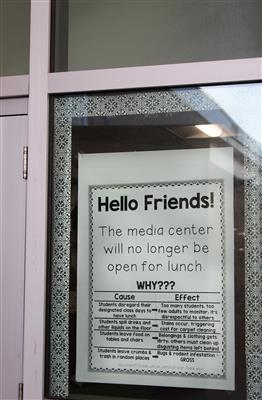 Hello Friends!
The media center
will no longer be
open for lunch.
WHY???
Cause Effect
Students disregard their Too many students, too
designated class days to few adults to monitor, it's
have lunch disrespectful to others
Students spill drinks and Stains occur, triggering
other liquids on the floor cost for carpet cleaning
Students leave Food on Belongings & clothing gets
tables and chairs dirty; others must clean up
disgusting items left behind
Students leave crumbs & Bugs & rodent infestation -
trash in random places GROSS